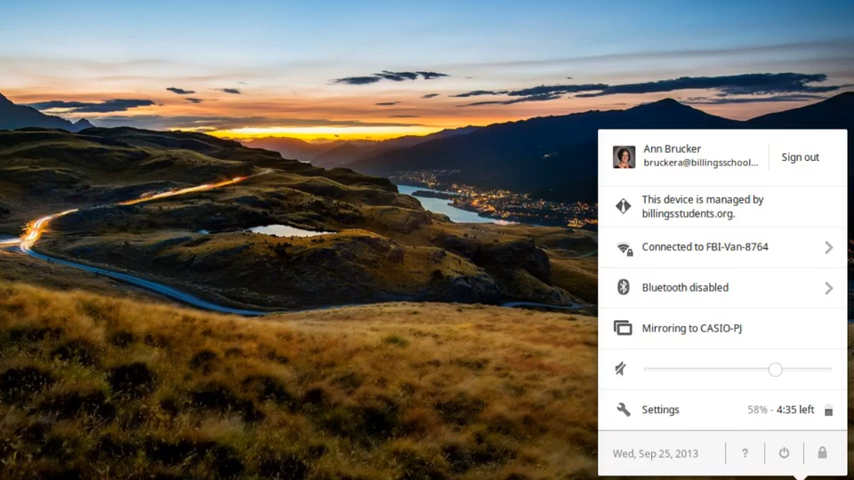 Ann Brucker
bruckera@billingsschool...
Sign out
This device is managed by
billingsstudents.org.
Connected to FBI-Van-8764
Bluetooth disabled
Mirroring to CASIO-PJ
Settings
58% - 4:35 left
Wed, Sep 25, 2013
?